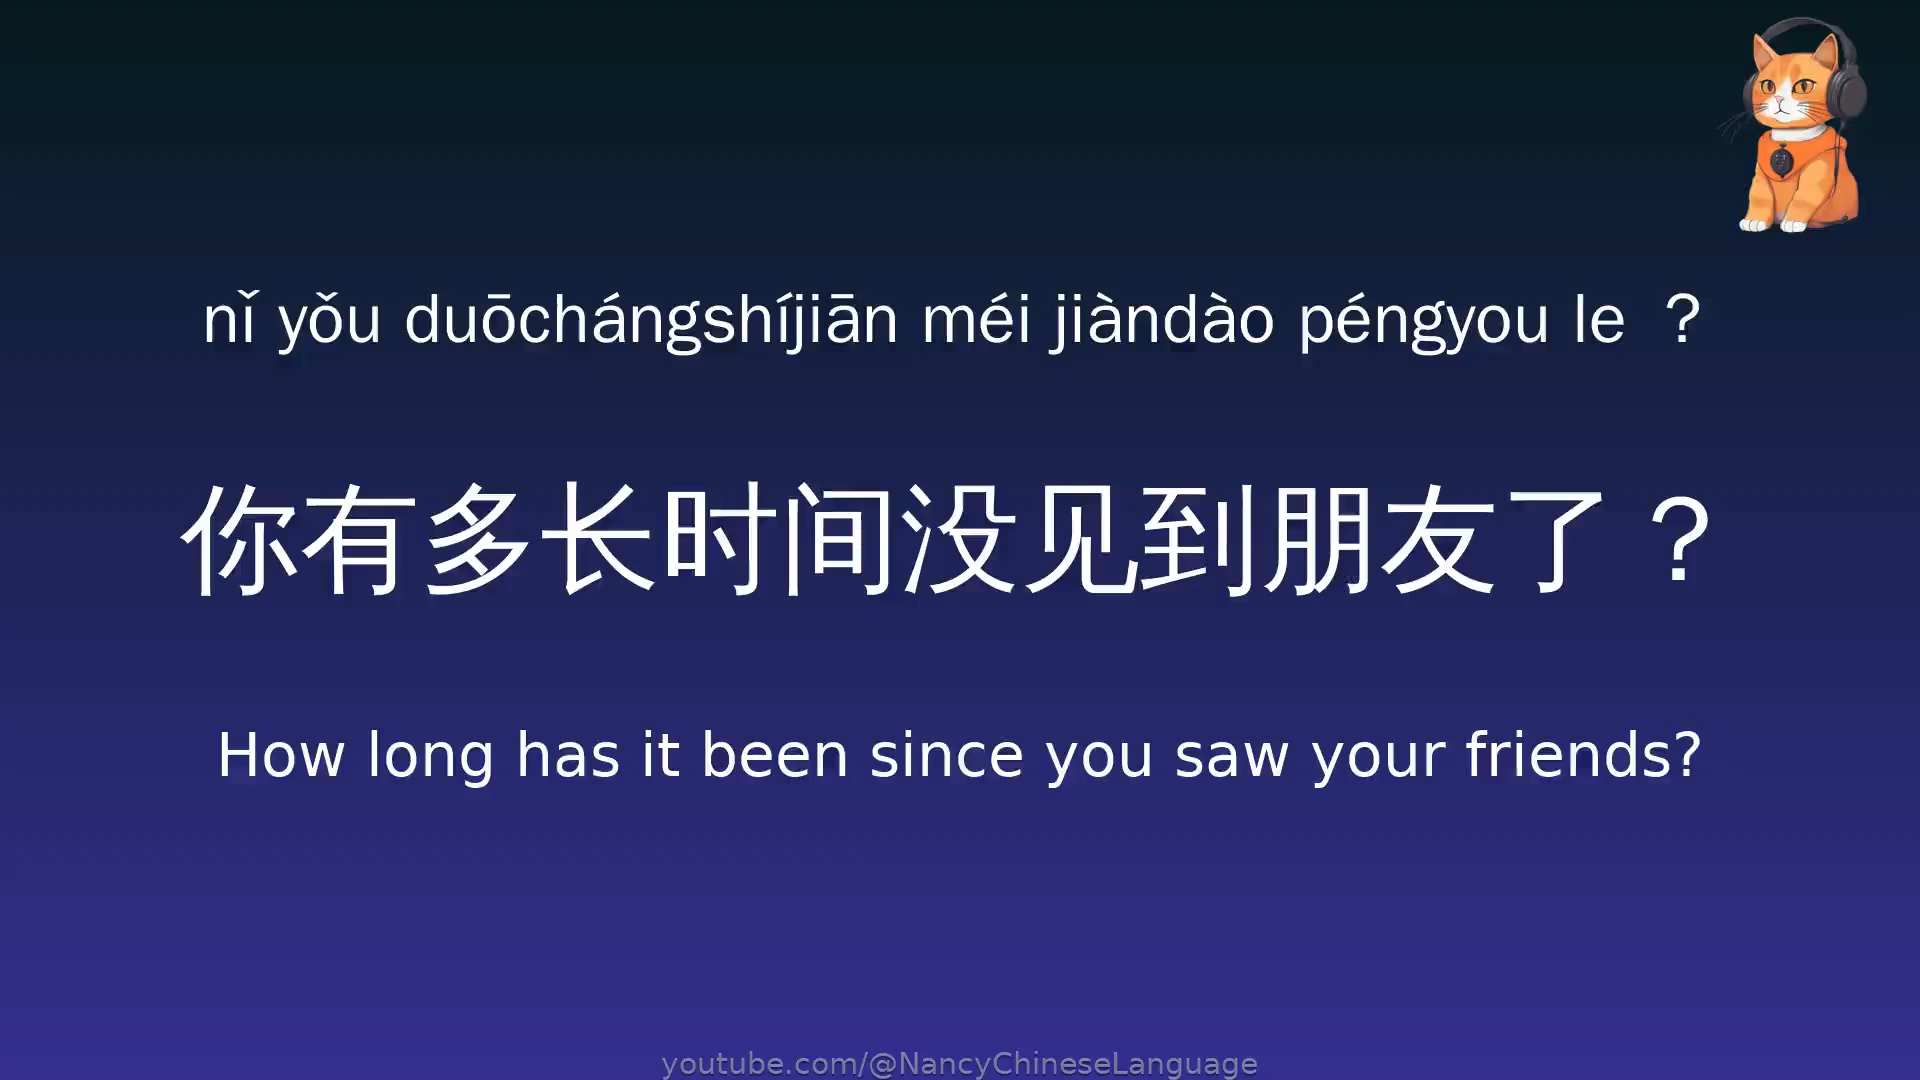 nǐ yǒu duōchángshíjiān méi jiàndào péngyou le ？
你有多长时间没见到朋友了？
How long has it been since you saw your friends?
youtube.com/@NancyChineseLanguage